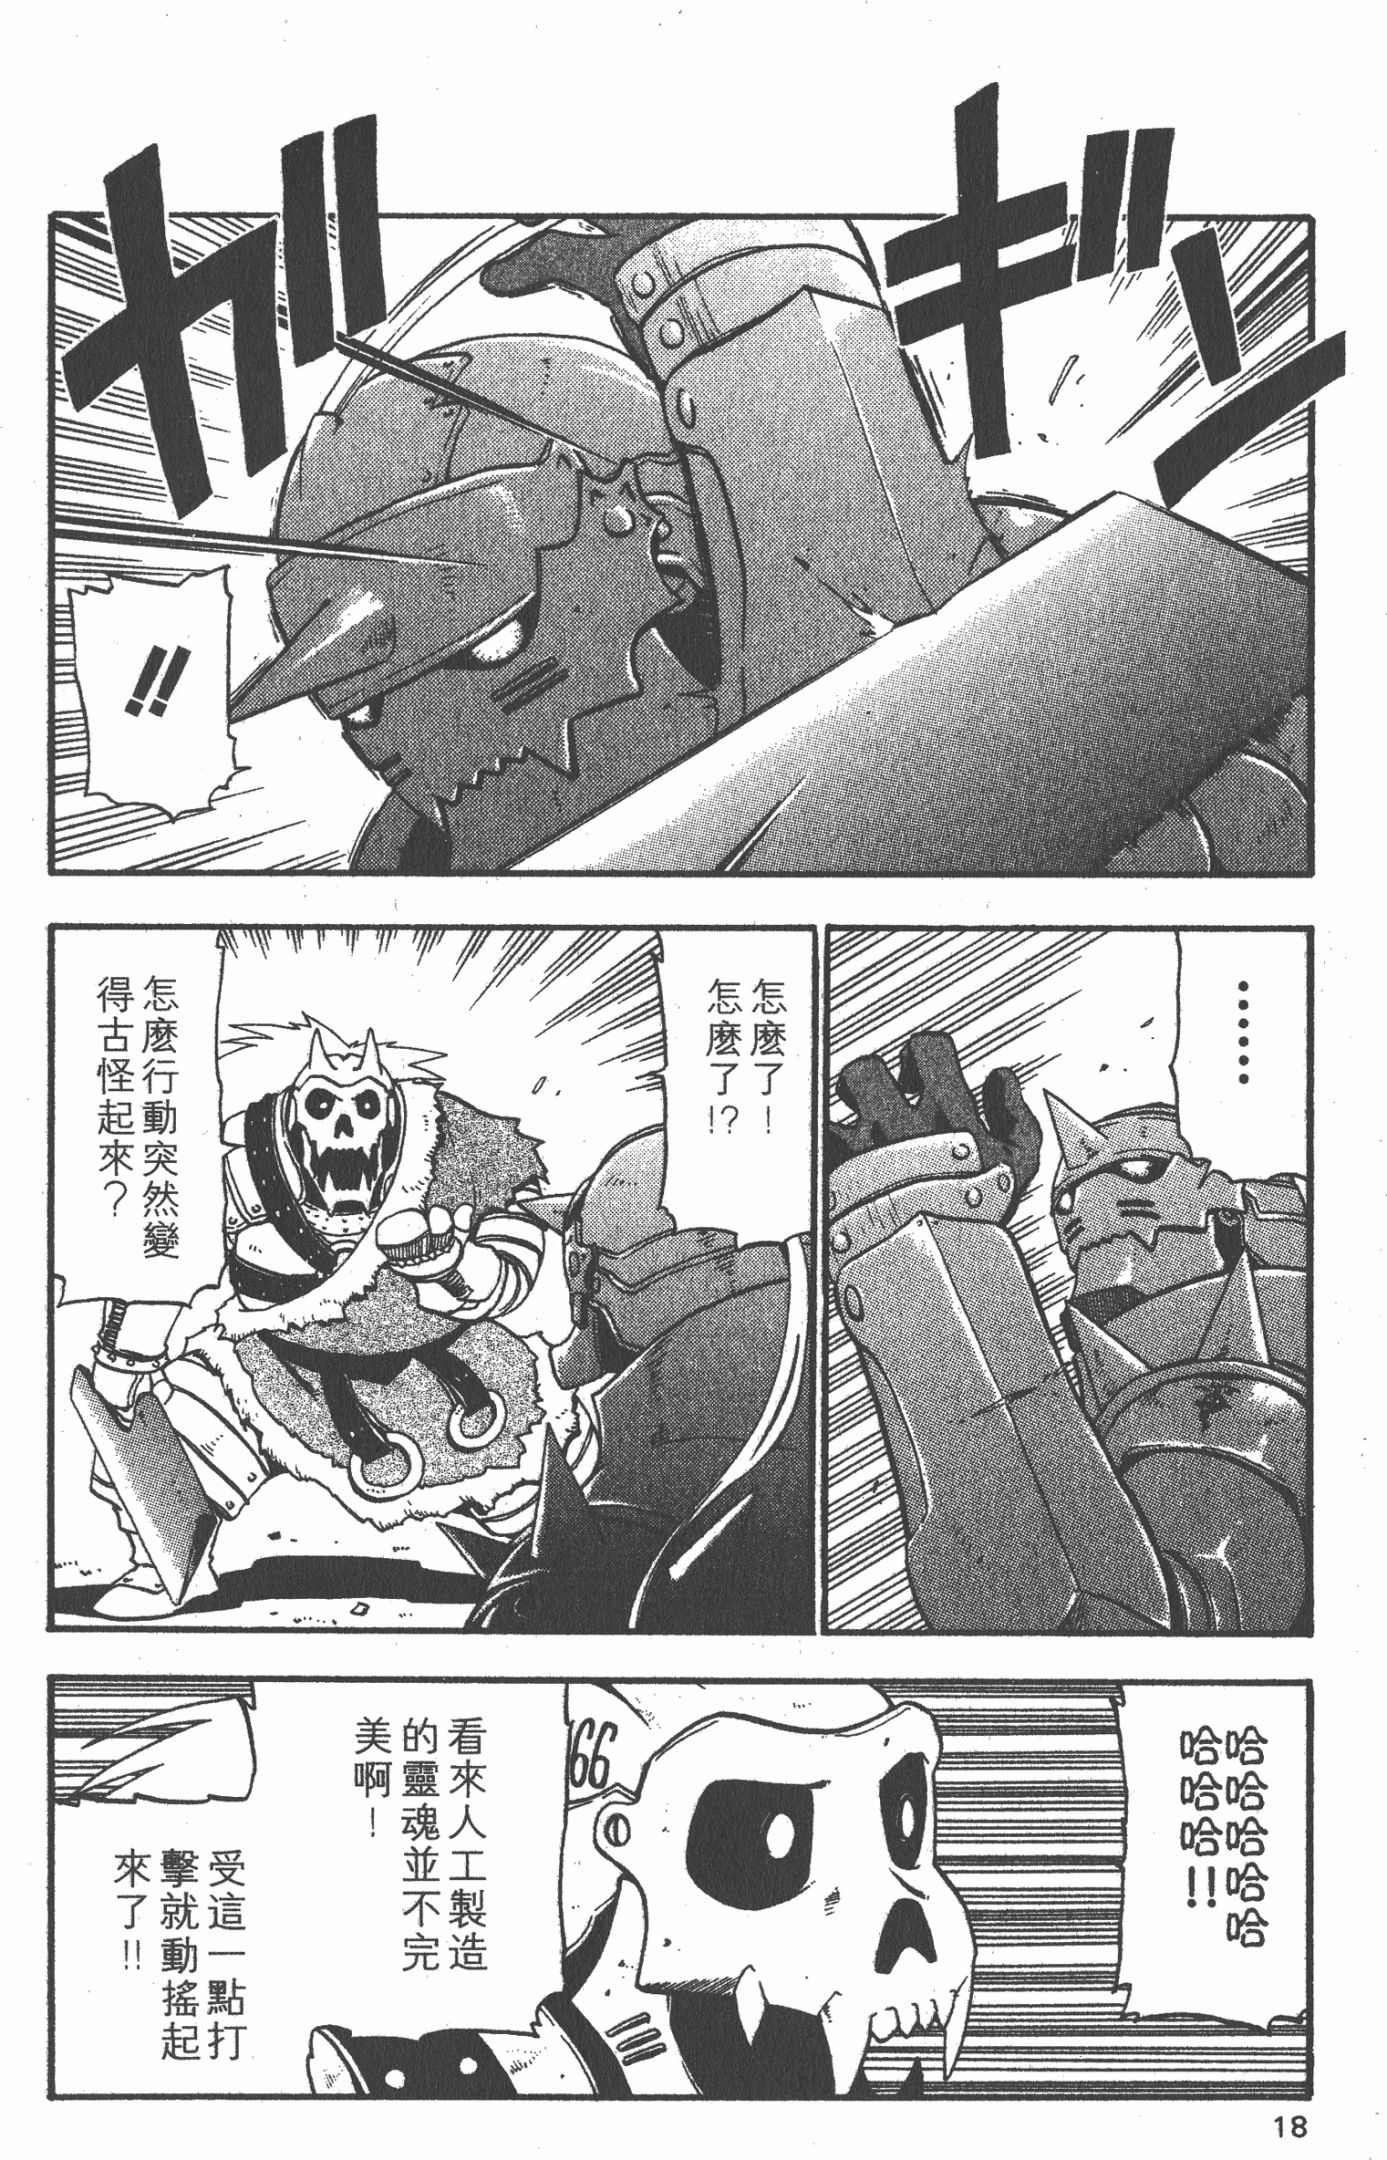 ギンッ
ガガ
!!
……
怎麼了!
怎麼了!?
怎麼行動突然變
得古怪起來?
哈哈哈哈哈
哈哈哈!!
看來人工製造
的靈魂並不完
美啊!
受這一點打
擊就動搖起
來了!!
66
18